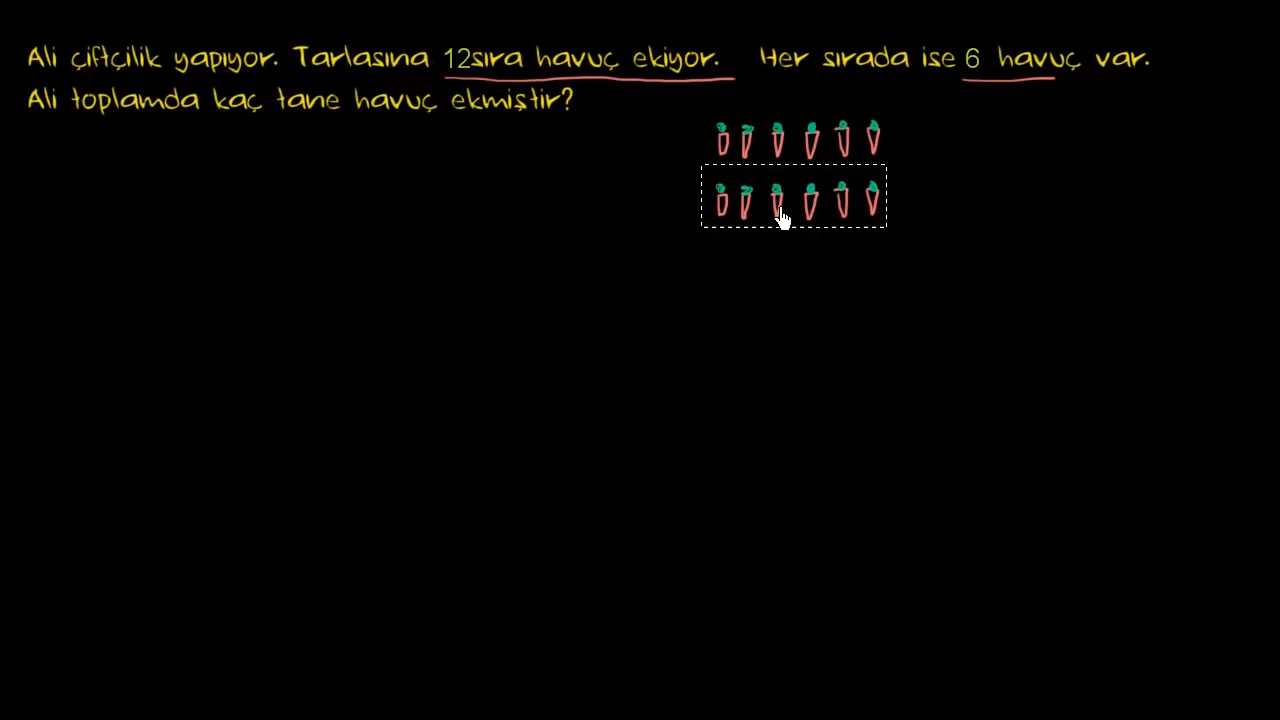 Ali çiftçilik yapıyor. Tarlasına 12sıra havuç ekiyor. Her sırada ise 6 havuç var.
Ali toplamda kaç tane havuç ekmiştir?